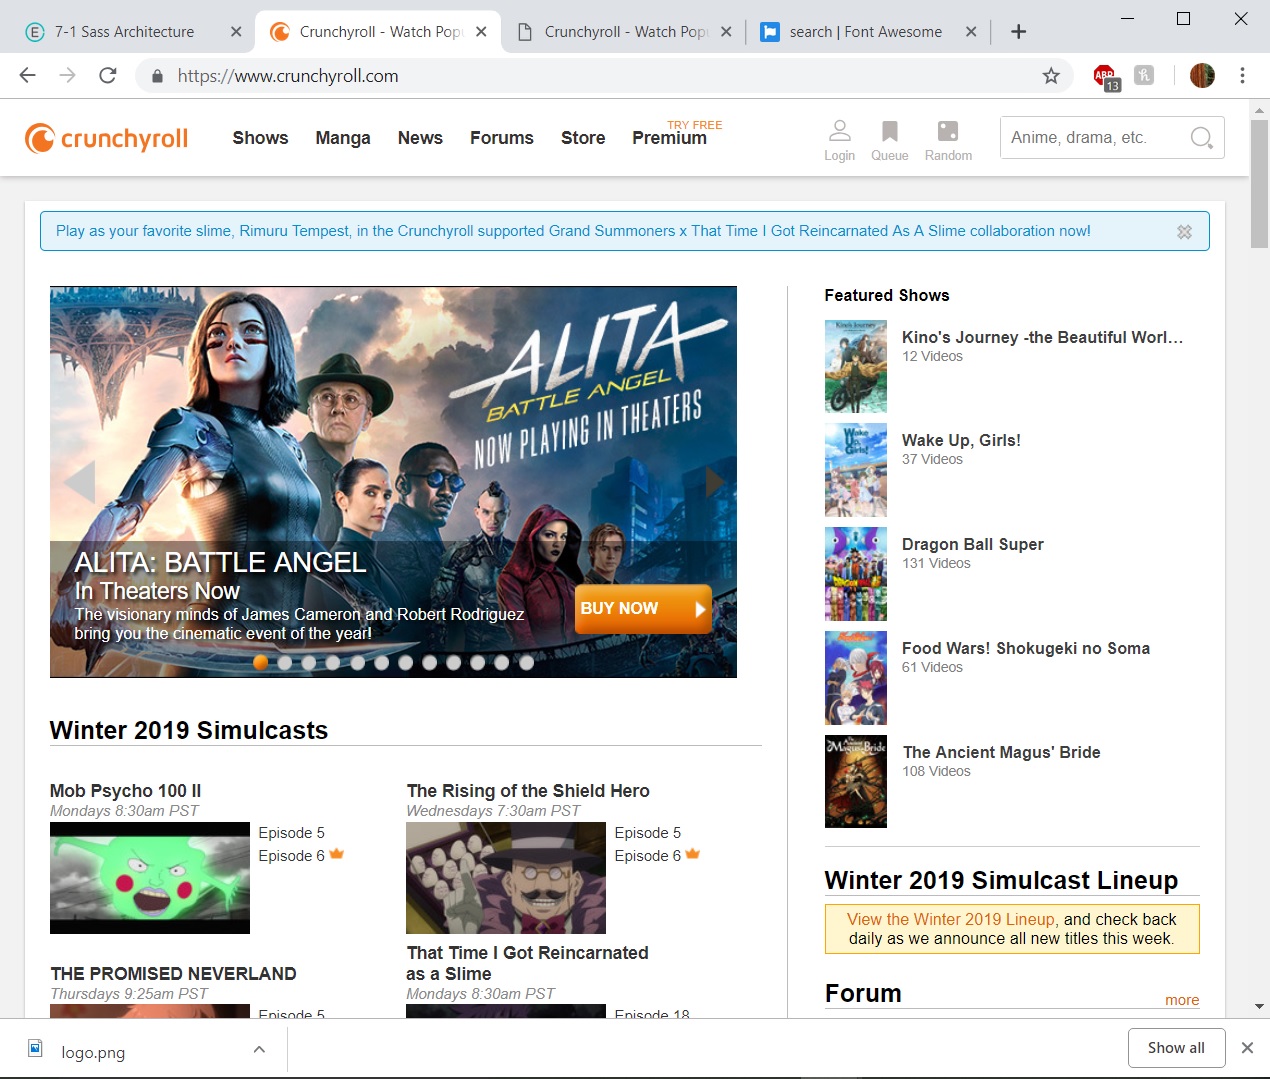 7-1 Sass Architecture
Crunchyroll - Watch Popu
Crunchyroll - Watch Popu
search | Font Awesome
https://www.crunchyroll.com
ABP
13
crunchyroll
Shows
Manga
News
Forums
Store
TRY FREE
Premium
Login
Queue
Random
Anime, drama, etc.
Play as your favorite slime, Rimuru Tempest, in the Crunchyroll supported Grand Summoners x That Time I Got Reincarnated As A Slime collaboration now!
ALITA
BATTLE ANGEL
NOW PLAYING IN THEATERS
ALITA: BATTLE ANGEL
In Theaters Now
The visionary minds of James Cameron and Robert Rodriguez
bring you the cinematic event of the year!
BUY NOW
Featured Shows
Kino's Journey -the Beautiful Worl...
12 Videos
Wake Up, Girls!
Wake Up, Girls!
37 Videos
Dragon Ball Super
131 Videos
Food Wars! Shokugeki no Soma
61 Videos
The Ancient Magus' Bride
108 Videos
Winter 2019 Simulcasts
Mob Psycho 100 II
Mondays 8:30am PST
Episode 5
Episode 6
The Rising of the Shield Hero
Wednesdays 7:30am PST
Episode 5
Episode 6
THE PROMISED NEVERLAND
Thursdays 9:25am PST
Episode 5
That Time I Got Reincarnated
as a Slime
Mondays 8:30am PST
Episode 18
Winter 2019 Simulcast Lineup
View the Winter 2019 Lineup, and check back
daily as we announce all new titles this week.
Forum
more
logo.png
Show all